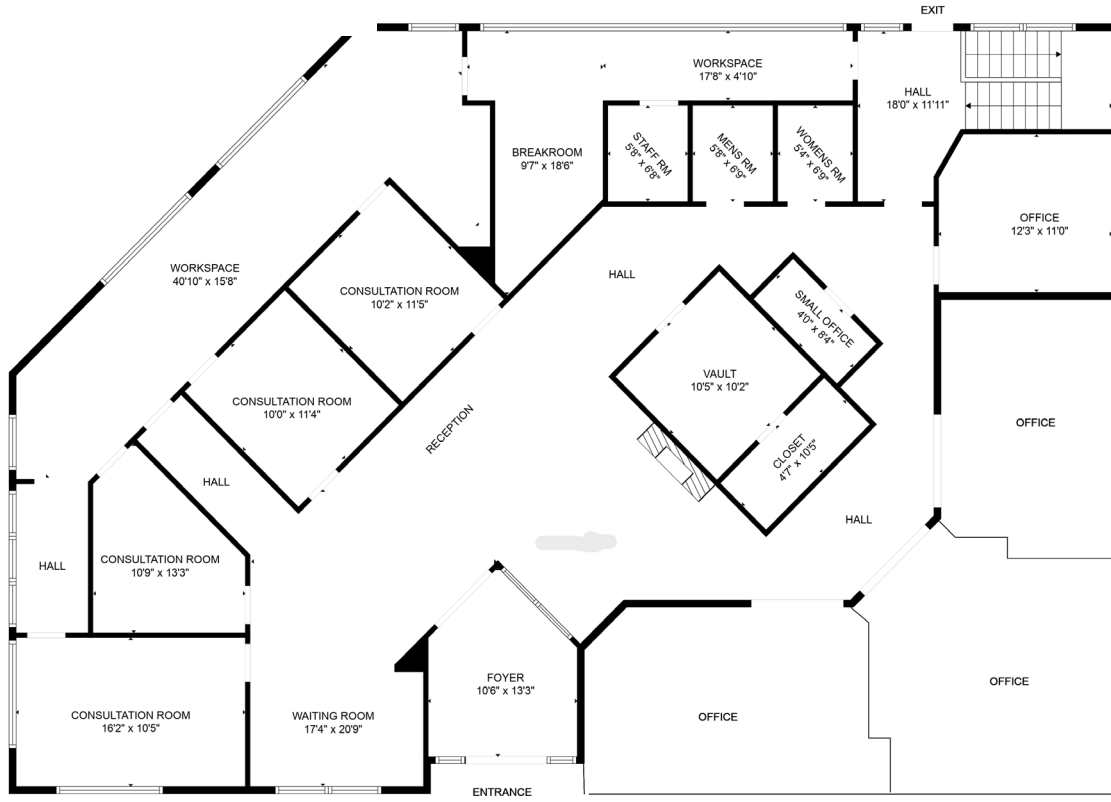 EXIT
WORKSPACE
17'8" x 4'10"
HALL
18'0" x 11'11"
BREAKROOM
9'7" x 18'6"
STAFF RM
5'8" x 6'8"
MENS RM
5'8" x 6'9"
WOMENS RM
5'4" x 6'9"
OFFICE
12'3" x 11'0"
WORKSPACE
40'10" x 15'8"
HALL
CONSULTATION ROOM
10'2" x 11'5"
SMALL OFFICE
4'0" x 8'4"
VAULT
10'5" x 10'2"
CONSULTATION ROOM
10'0" x 11'4"
RECEPTION
OFFICE
CLOSET
4'7" x 10'5"
HALL
HALL
HALL
CONSULTATION ROOM
10'9" x 13'3"
FOYER
10'6" x 13'3"
OFFICE
CONSULTATION ROOM
16'2" x 10'5"
WAITING ROOM
17'4" x 20'9"
OFFICE
ENTRANCE